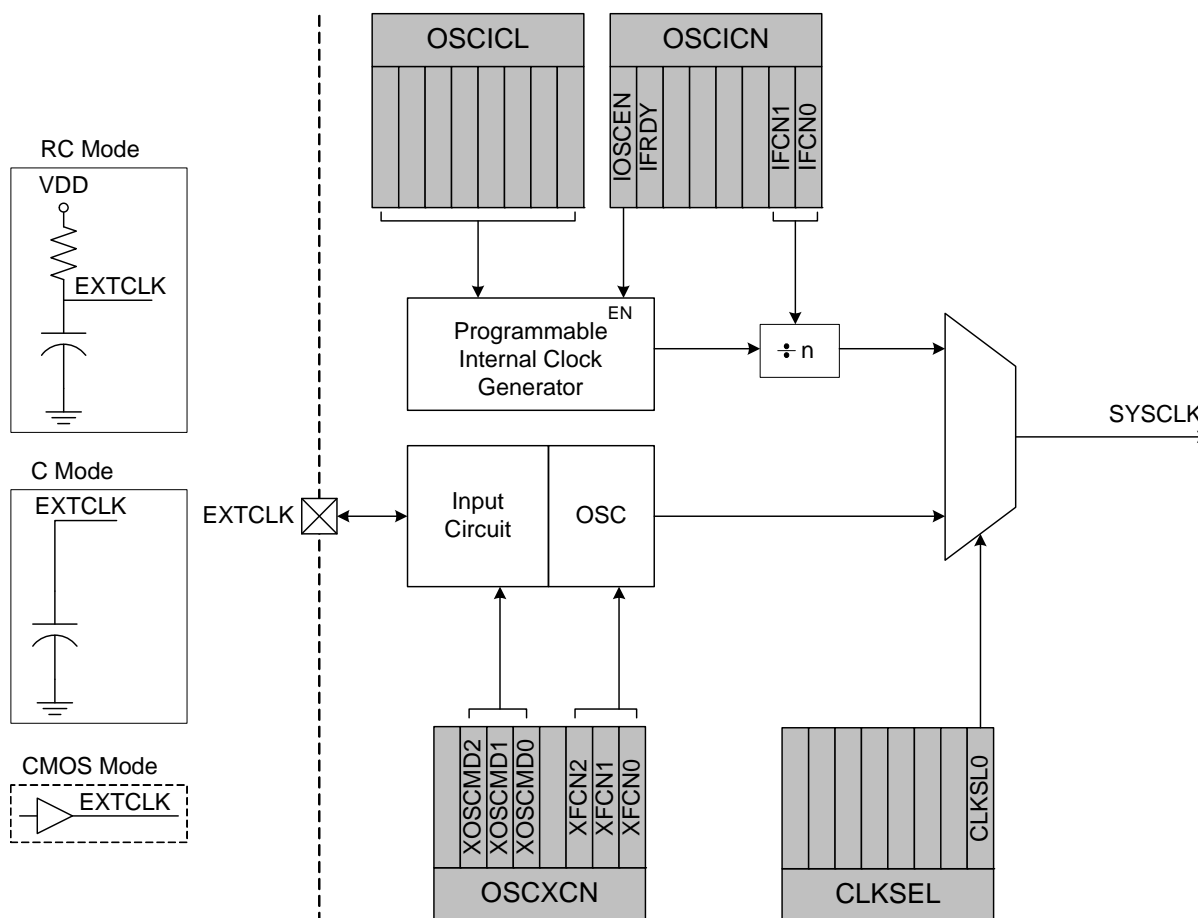 OSCICL
OSCICN
IOSCEN
IFRDY
IFCN1
IFCN0
RC Mode
VDD
EXTCLK
EN
Programmable
Internal Clock
Generator
÷ n
SYSCLK
C Mode
EXTCLK
EXTCLK
Input
Circuit
OSC
CMOS Mode
EXTCLK
XOSCMD2
XOSCMD1
XOSCMD0
XFCN2
XFCN1
XFCN0
OSCXCN
CLKSL0
CLKSEL